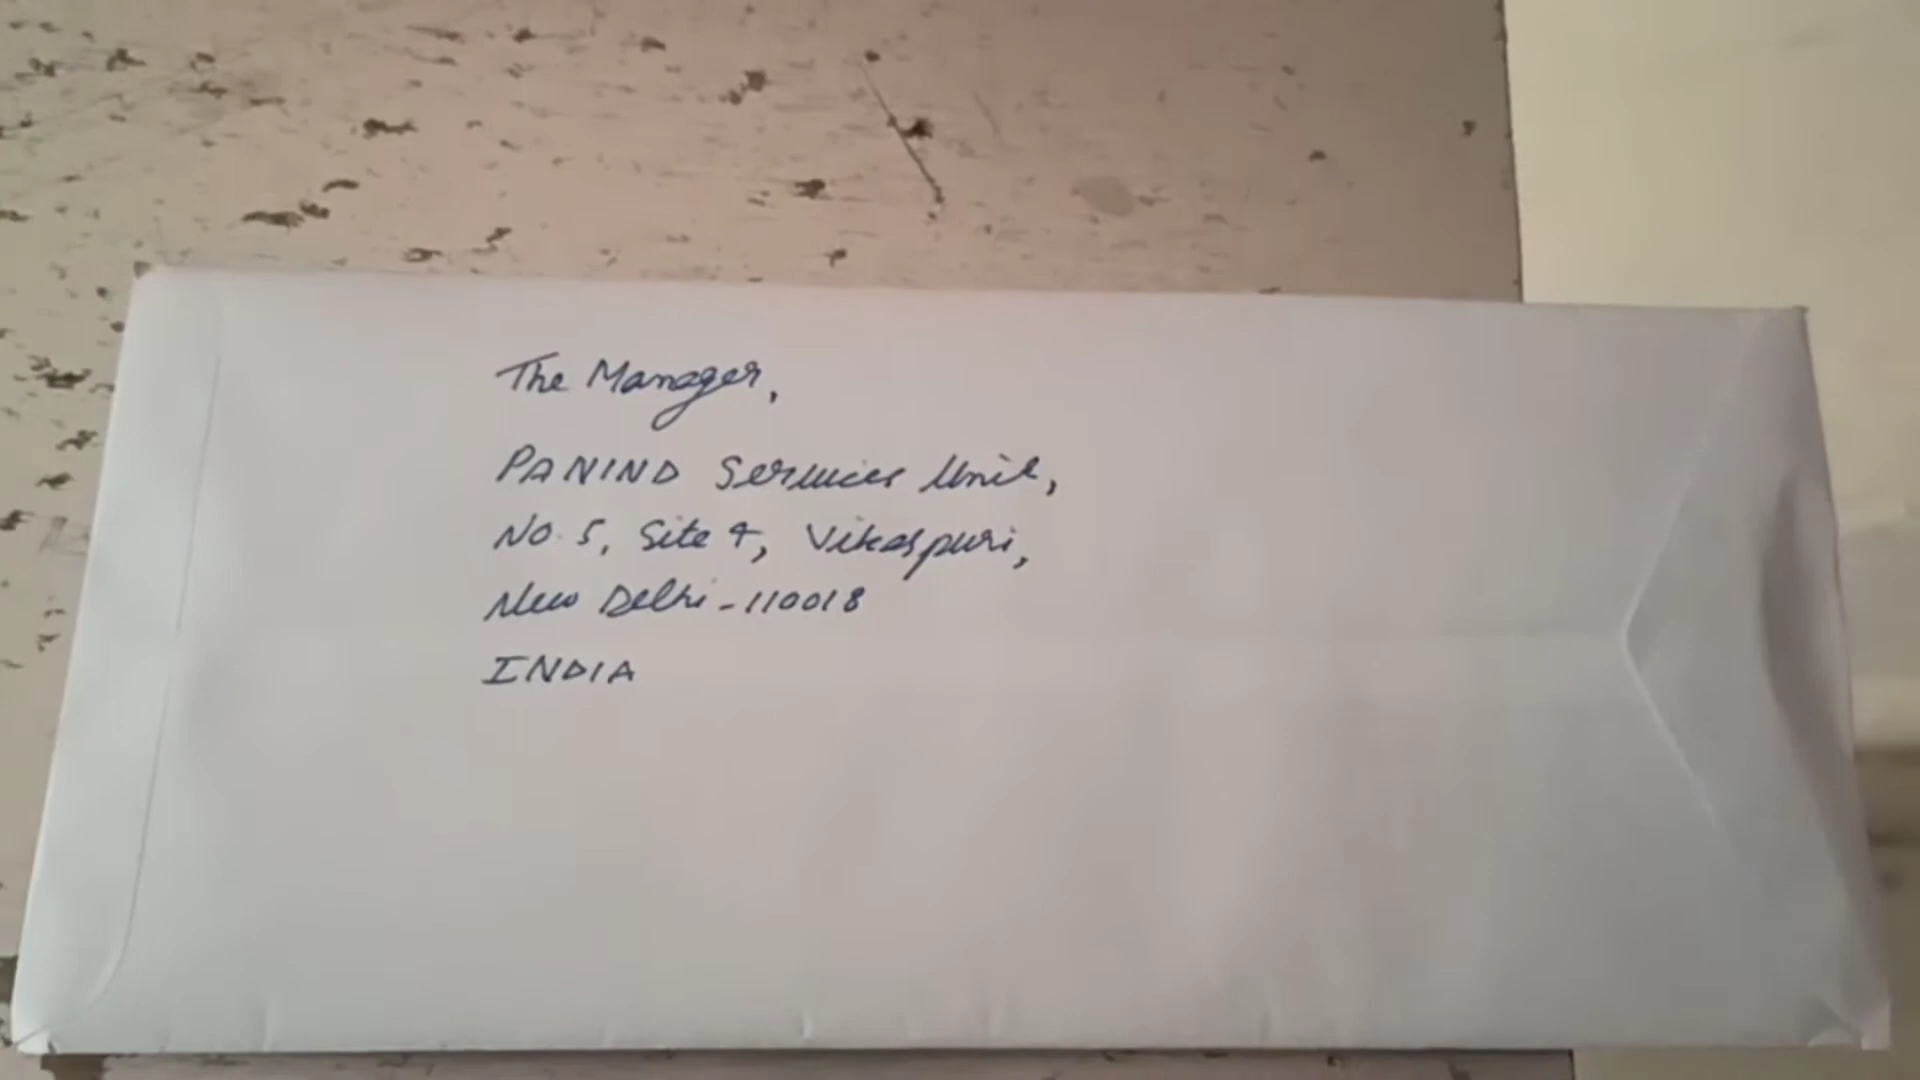 The Manager,
PANIND Services Unit,
No. 5, Site 4, Vikaspuri,
New Delhi - 110018
INDIA